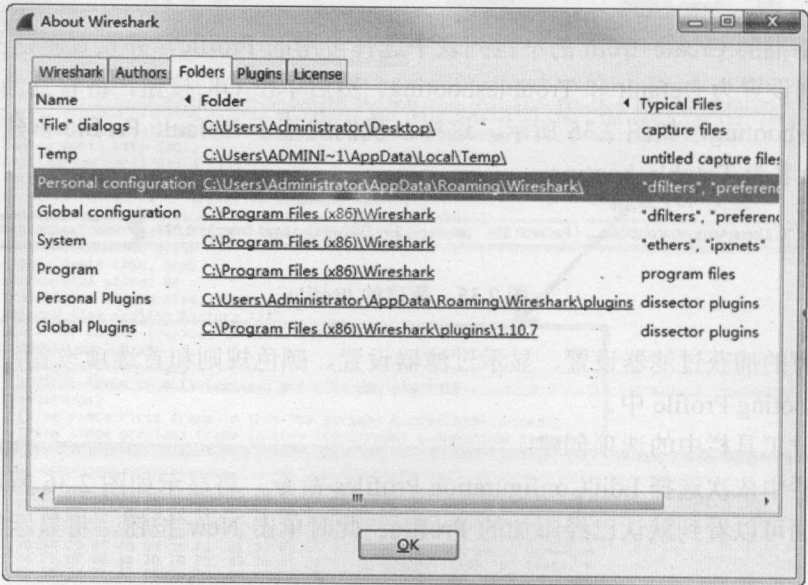 About Wireshark
Wireshark Authors Folders Plugins License
Name Folder Typical Files
"File" dialogs C:\Users\Administrator\Desktop\ capture files
Temp C:\Users\ADMINI~1\AppData\Local\Temp\ untitled capture files
Personal configuration C:\Users\Administrator\AppData\Roaming\Wireshark\ "dfilters", "preferenc
Global configuration C:\Program Files (x86)\Wireshark "dfilters", "preferenc
System C:\Program Files (x86)\Wireshark "ethers", "ipxnets"
Program C:\Program Files (x86)\Wireshark program files
Personal Plugins C:\Users\Administrator\AppData\Roaming\Wireshark\plugins dissector plugins
Global Plugins C:\Program Files (x86)\Wireshark\plugins\1.10.7 dissector plugins
OK